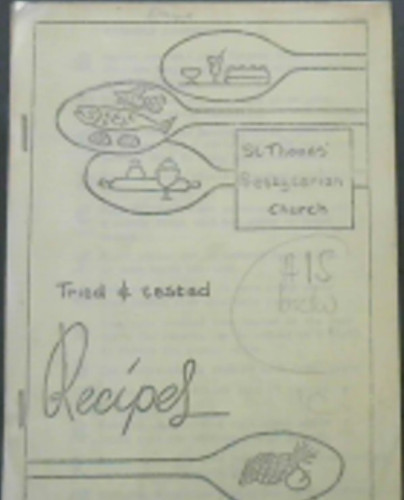 St. Thomas'
Presbyterian
Church
Tried & tested
Recipes